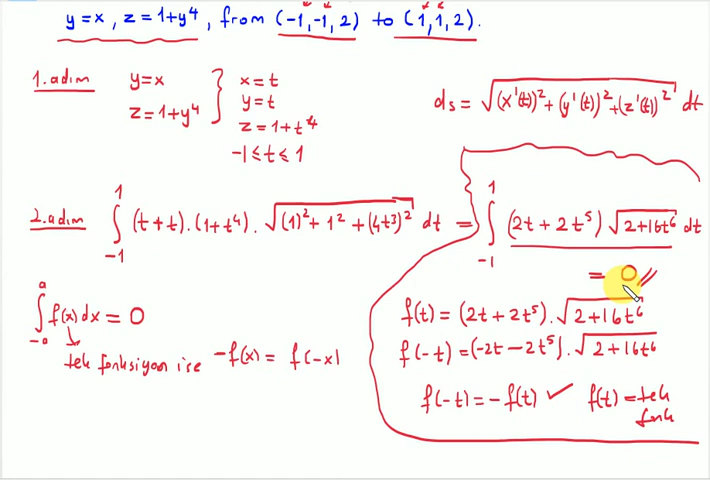 y=x, z=1+y⁴, from (-1,-1,2) to (1,1,2).
1.adım y=x
z=1+y⁴
x=t
y=t
z=1+t⁴
-1≤t≤1
ds=√((x'(t))²+(y'(t))²+(z'(t))²) dt
2.adım ∫₋₁¹ (t+t).(1+t⁴).√((1)²+1²+(4t³)²) dt = ∫₋₁¹ (2t+2t⁵)√(2+16t⁶) dt
= 0//
∫₋ₐᵃ f(x)dx=0
tek fonksiyon ise -f(x)=f(-x)
f(t)=(2t+2t⁵).√(2+16t⁶)
f(-t)=(-2t-2t⁵).√(2+16t⁶)
f(-t)=-f(t) ✓ f(t)=tek
fonk